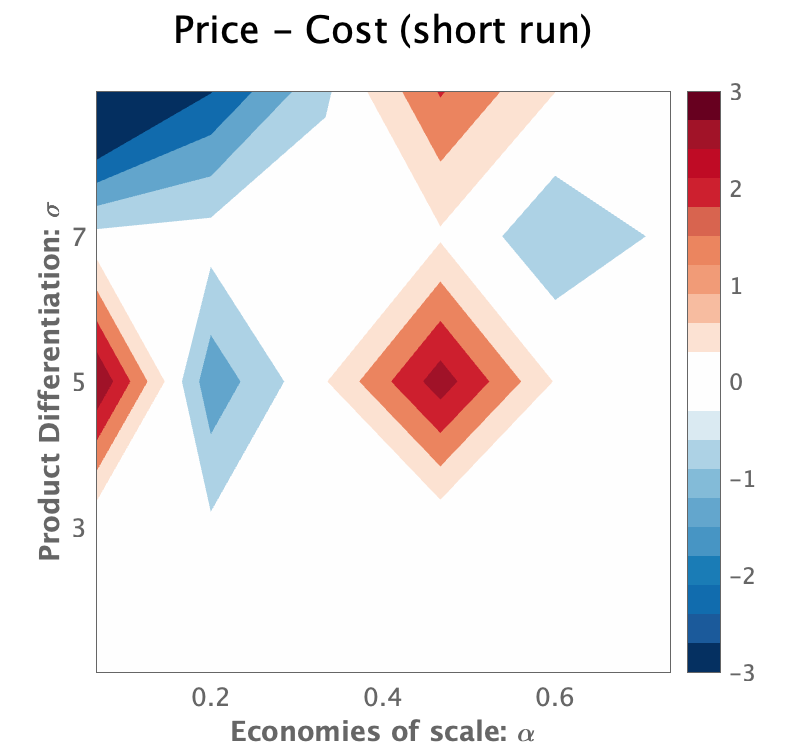 Price – Cost (short run)
Product Differentiation: σ
7
5
3
0.2 0.4 0.6
Economies of scale: α
3
2
1
0
−1
−2
−3